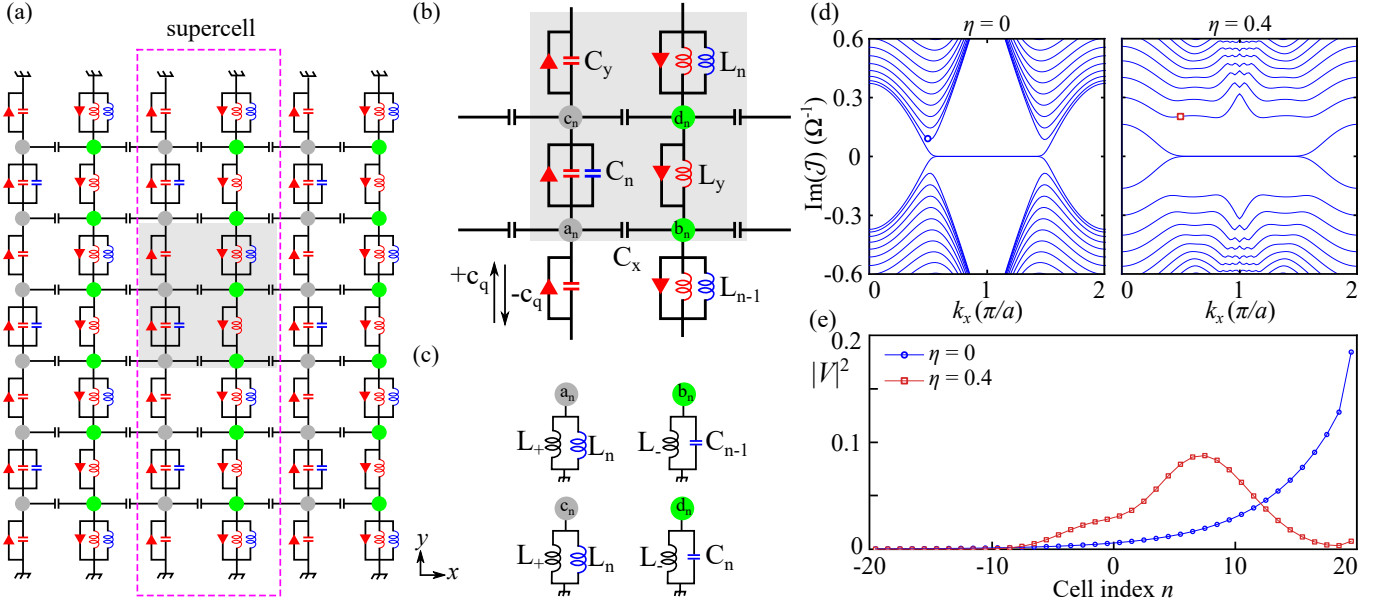 (a)
supercell
y
x
(b)
C_y
L_n
c_n
d_n
C_n
L_y
a_n
b_n
C_x
+c_q
-c_q
L_{n-1}
(c)
a_n
b_n
L_+
L_n
L_-
C_{n-1}
c_n
d_n
L_+
L_n
L_-
C_n
(d)
η = 0
η = 0.4
Im(𝒥) (Ω^{-1})
0.6
0.3
0
-0.3
-0.6
0
1
2
0
1
2
k_x (π/a)
k_x (π/a)
(e)
|V|^2
0.2
0.1
0
η = 0
η = 0.4
-20
-10
0
10
20
Cell index n